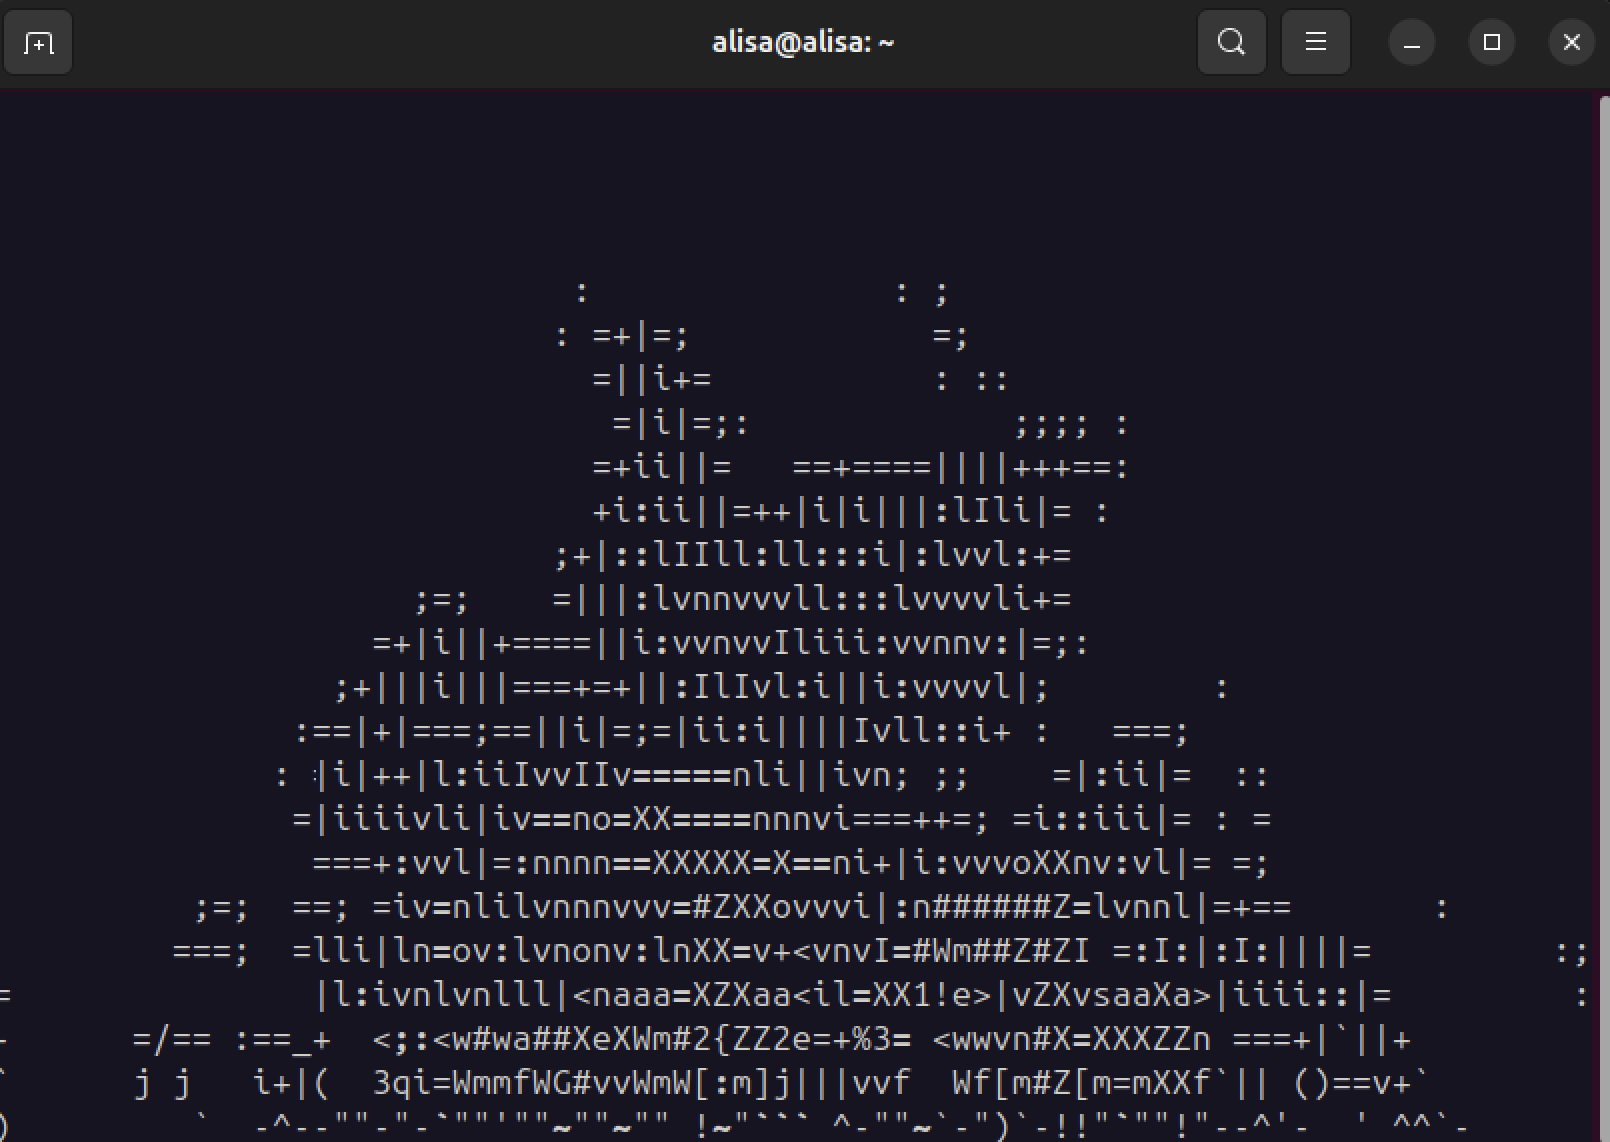 alisa@alisa: ~
:                : ;
: =+|=;            =;
=||i+=           : ::
=|i|=;:             ;;;; :
=+ii||=   ==+====||||+++==:
+i:ii||=++|i|i|||:lIli|= :
;+|::lIIll:ll:::i|:lvvl:+=
;=;    =|||:lvnnvvvll:::lvvvvli+=
=+|i||+====||i:vvnvvIliii:vvnnv:|=;:
;+|||i|||===+=+||:IlIvl:i||i:vvvvl|;        :
:==|+|===;==||i|=;=|ii:i||||Ivll::i+ :   ===;
: |i|++|l:iiIvvIIv=====nli||ivn; ;;    =|:ii|=  ::
=|iiiivli|iv==no=XX====nnnvi===++=; =i::iii|= : =
===+:vvl|=:nnnn==XXXXX=X==ni+|i:vvvoXXnv:vl|= =;
;=;  ==; =iv=nlilvnnnvvv=#ZXXovvvi|:n######Z=lvnnl|=+==       :
===;  =lli|ln=ov:lvnonv:lnXX=v+<vnvI=#Wm##Z#ZI =:I:|:I:||||=         :;
=               |l:ivnlvnlll|<naaa=XZXaa<il=XX1!e>|vZXvsaaXa>|iiii::|=         :
-      =/== :==_+  <;:<w#wa##XeXWm#2{ZZ2e=+%3= <wwvn#X=XXXZZn ===+|`||+
`      j j   i+|(  3qi=WmmfWG#vvWmW[:m]j|||vvf  Wf[m#Z[m=mXXf`|| ()==v+`
)         `  -^--""-"-`""'""~""~"" !~"``` ^-""~`-")`-!!"`""!"--^'-  ' ^^`-